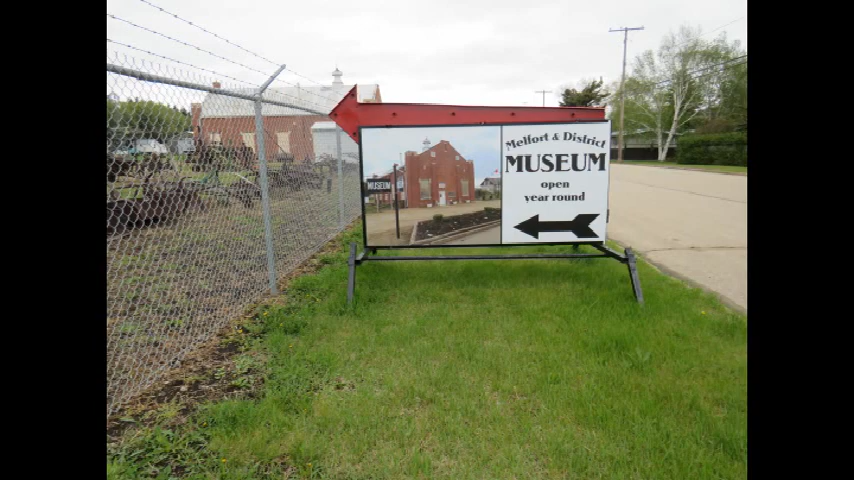 Melfort & District
MUSEUM
open
year round
MUSEUM